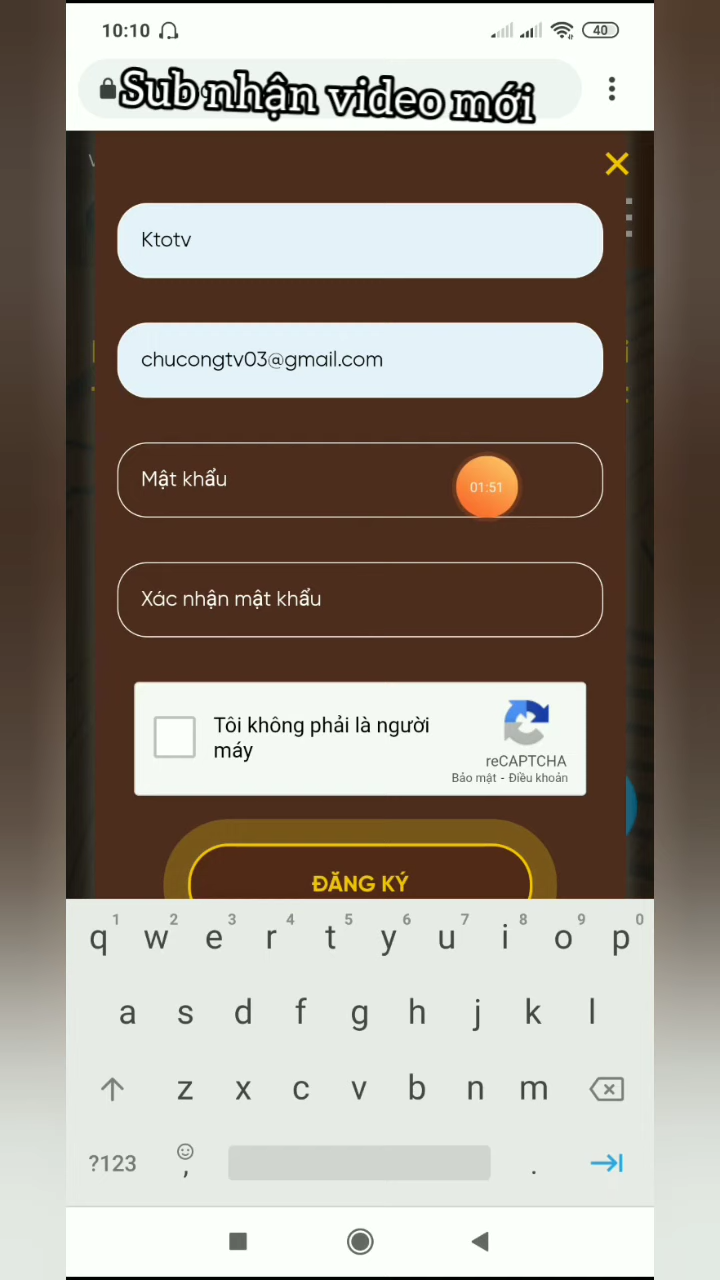 10:10
40
Sub nhận video mới
Ktotv
chucongtv03@gmail.com
Mật khẩu
01:51
Xác nhận mật khẩu
Tôi không phải là người
máy
reCAPTCHA
Bảo mật - Điều khoản
ĐĂNG KÝ
1 2 3 4 5 6 7 8 9 0
q w e r t y u i o p
a s d f g h j k l
z x c v b n m
?123 , .